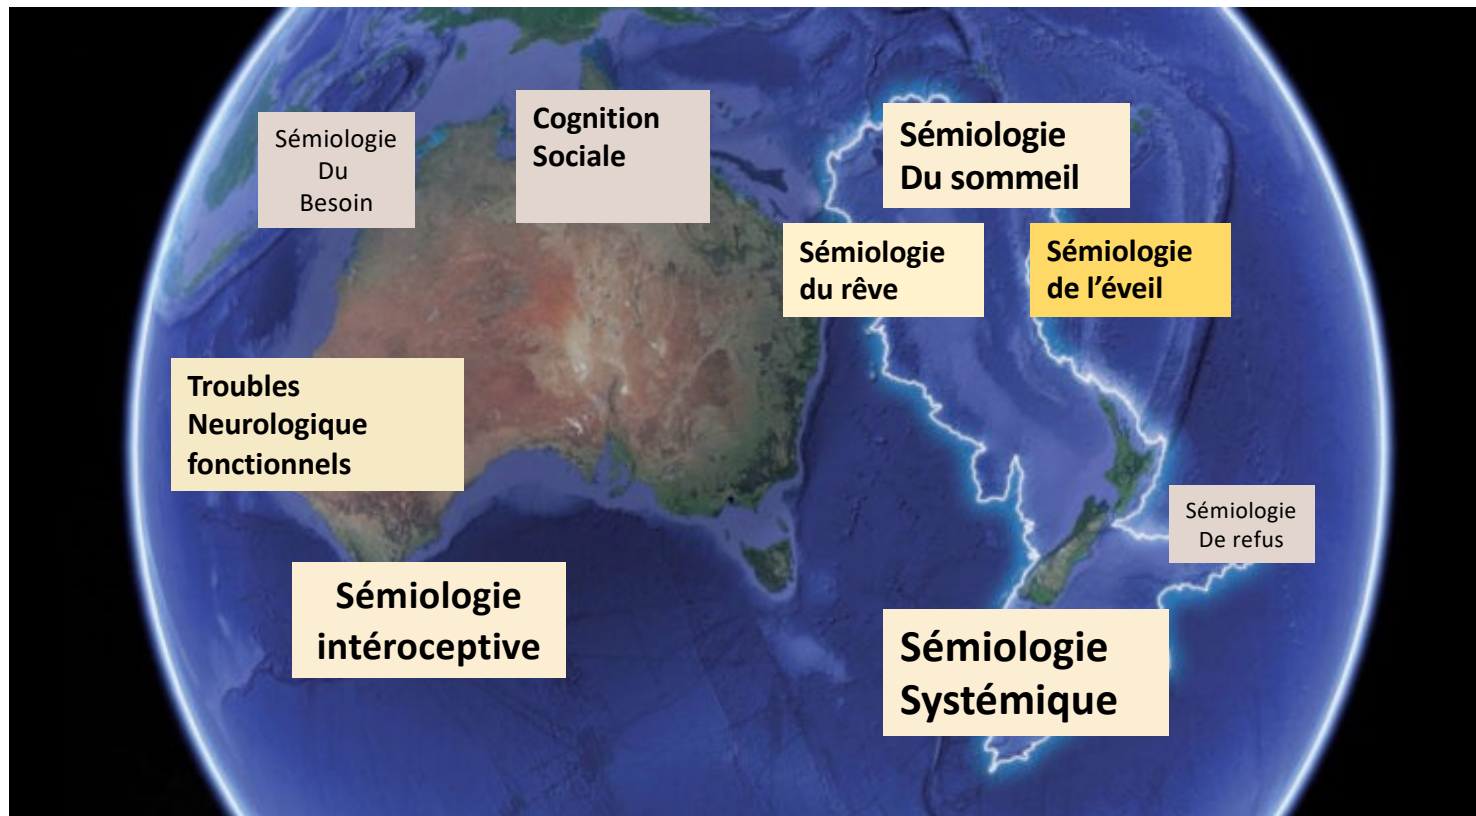 Sémiologie
Du
Besoin
Cognition
Sociale
Sémiologie
Du sommeil
Sémiologie
du rêve
Sémiologie
de l’éveil
Troubles
Neurologique
fonctionnels
Sémiologie
De refus
Sémiologie
intéroceptive
Sémiologie
Systémique